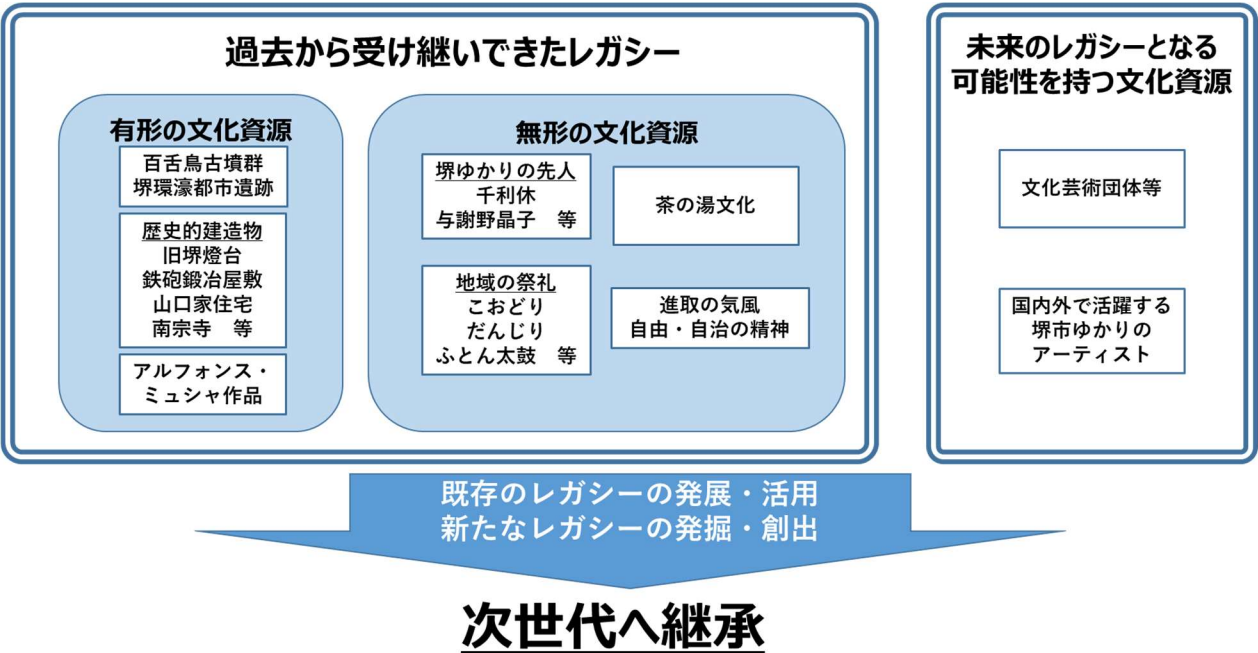 過去から受け継いできたレガシー
有形の文化資源
百舌鳥古墳群
堺環濠都市遺跡
歴史的建造物
旧堺燈台
鉄砲鍛冶屋敷
山口家住宅
南宗寺　等
アルフォンス・
ミュシャ作品
無形の文化資源
堺ゆかりの先人
千利休
与謝野晶子　等
茶の湯文化
地域の祭礼
こおどり
だんじり
ふとん太鼓　等
進取の気風
自由・自治の精神
未来のレガシーとなる
可能性を持つ文化資源
文化芸術団体等
国内外で活躍する
堺市ゆかりの
アーティスト
既存のレガシーの発展・活用
新たなレガシーの発掘・創出
次世代へ継承